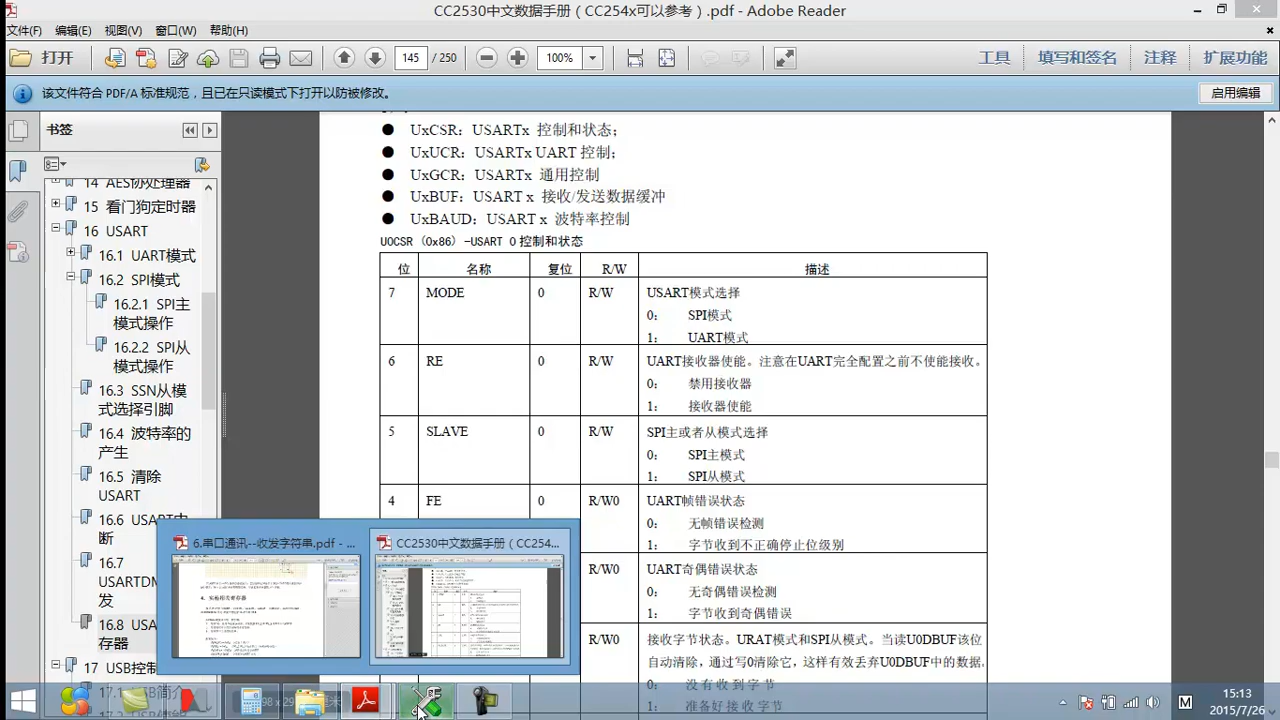 CC2530中文数据手册（CC254x可以参考）.pdf - Adobe Reader
文件(F) 编辑(E) 视图(V) 窗口(W) 帮助(H)
打开 145 / 250 100% 工具 填写和签名 注释 扩展功能
该文件符合 PDF/A 标准规范，且已在只读模式下打开以防被修改。 启用编辑
书签
14 AES协处理器
15 看门狗定时器
16 USART
16.1 UART模式
16.2 SPI模式
16.2.1 SPI主
模式操作
16.2.2 SPI从
模式操作
16.3 SSN从模
式选择引脚
16.4 波特率的
产生
16.5 清除
USART
16.6 USART中
断
16.7
USARTDM
发
16.8 USA
存器
17 USB控制
● UxCSR：USARTx 控制和状态；
● UxUCR：USARTx UART 控制；
● UxGCR：USARTx 通用控制
● UxBUF：USART x 接收/发送数据缓冲
● UxBAUD：USART x 波特率控制
U0CSR (0x86) -USART 0 控制和状态
位 名称 复位 R/W 描述
7 MODE 0 R/W USART模式选择
0： SPI模式
1： UART模式
6 RE 0 R/W UART接收器使能。注意在UART完全配置之前不使能接收。
0： 禁用接收器
1： 接收器使能
5 SLAVE 0 R/W SPI主或者从模式选择
0： SPI主模式
1： SPI从模式
4 FE 0 R/W0 UART帧错误状态
0： 无帧错误检测
1： 字节收到不正确停止位级别
R/W0 UART奇偶错误状态
0： 无奇偶错误检测
1： 字节收到奇偶错误
R/W0 接收字节状态。URAT模式和SPI从模式。当读U0DBUF该位
自动清除，通过写0清除它，这样有效丢弃U0DBUF中的数据。
0： 没有收到字节
1： 准备好接收字节
6.串口通讯--收发字符串.pdf - ...
CC2530中文数据手册（CC254...
M
15:13
2015/7/26